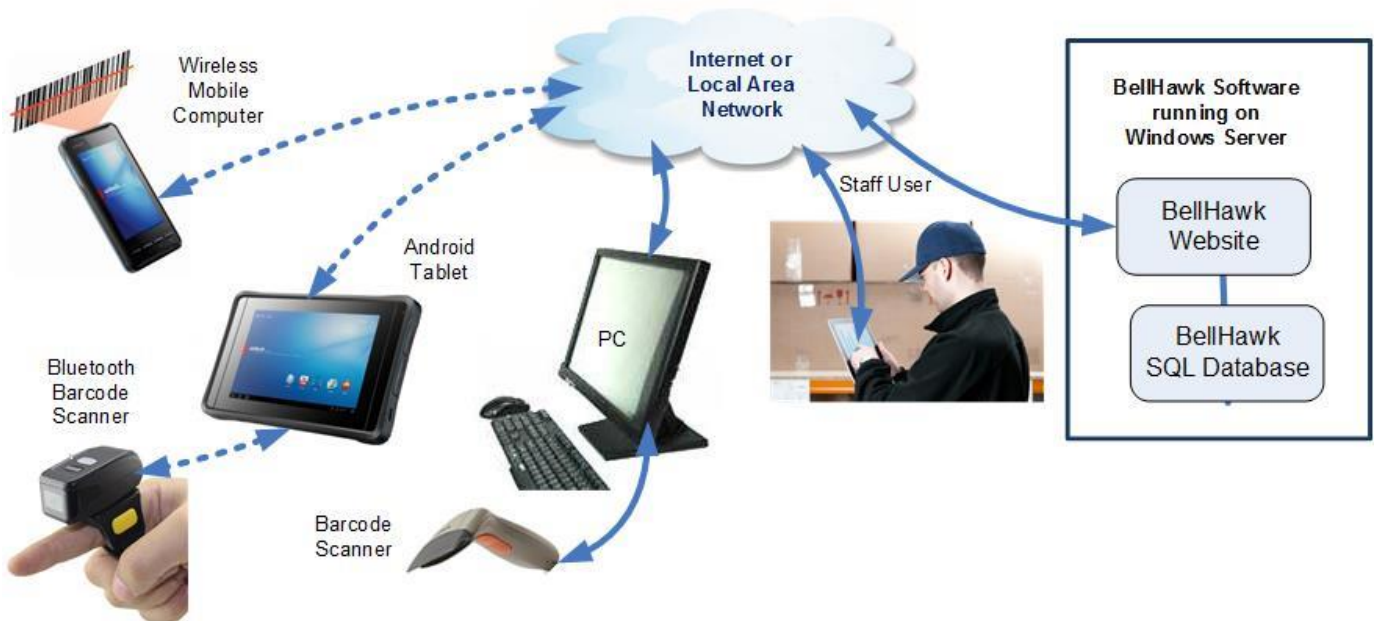 Wireless
Mobile
Computer
Internet or
Local Area
Network
BellHawk Software
running on
Windows Server
Staff User
BellHawk
Website
Android
Tablet
PC
BellHawk
SQL Database
Bluetooth
Barcode
Scanner
Barcode
Scanner